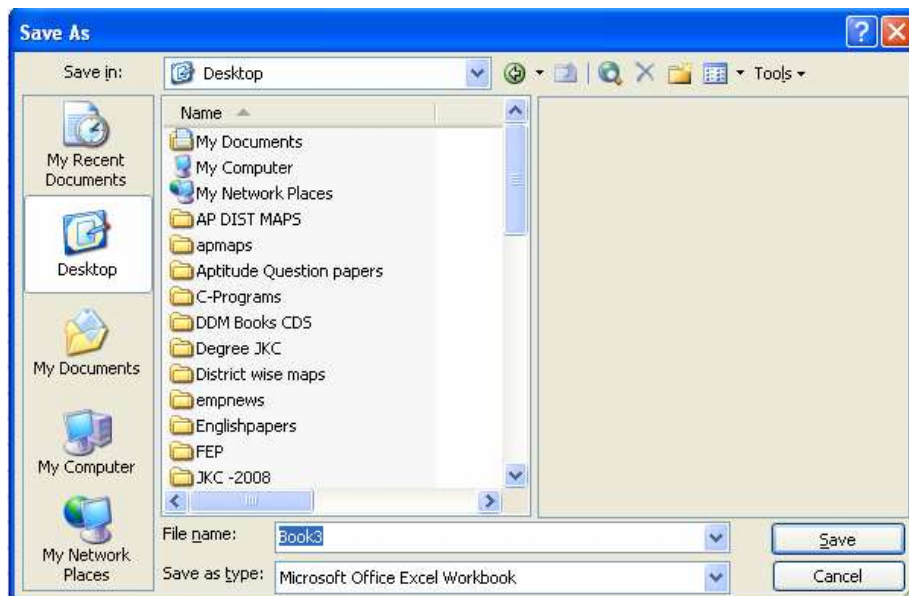 Save As
Save in:
Desktop
Tools
My Recent
Documents
Desktop
My Documents
My Computer
My Network
Places
Name
My Documents
My Computer
My Network Places
AP DIST MAPS
apmaps
Aptitude Question papers
C-Programs
DDM Books CDS
Degree JKC
District wise maps
empnews
Englishpapers
FEP
JKC -2008
File name:
Book3
Save
Save as type:
Microsoft Office Excel Workbook
Cancel